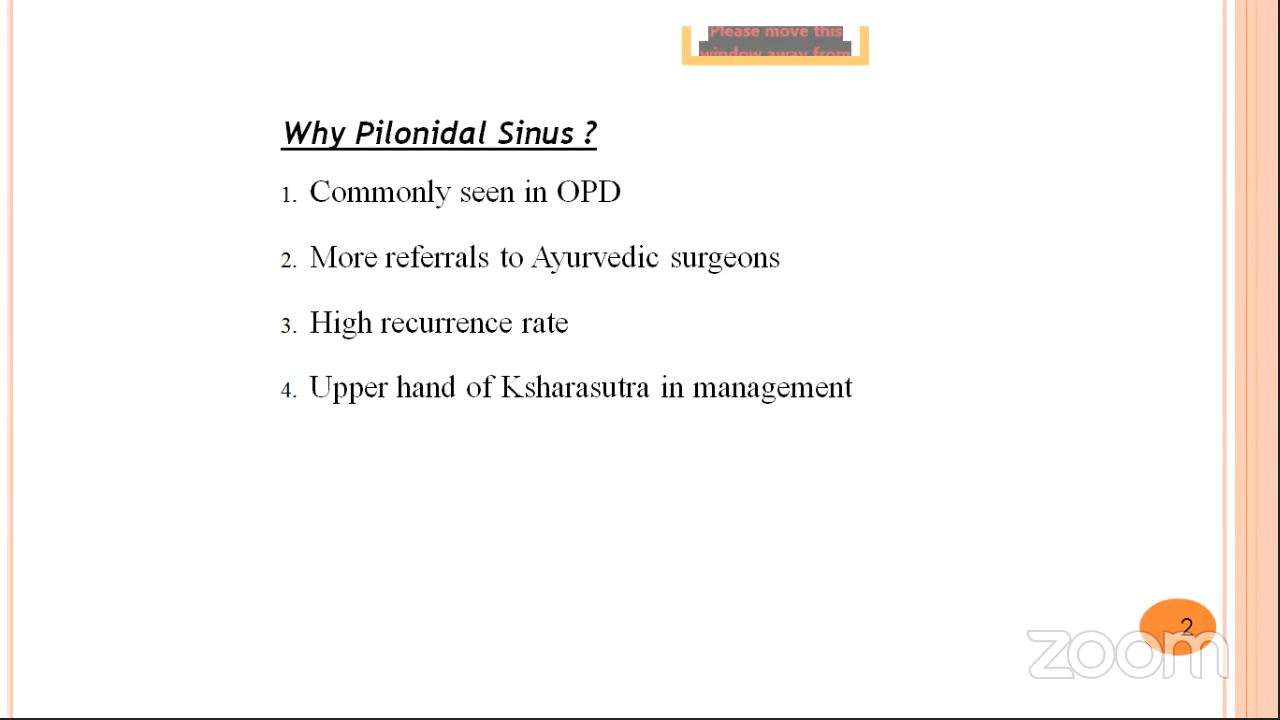 Please move this
window away from
Why Pilonidal Sinus ?
1. Commonly seen in OPD
2. More referrals to Ayurvedic surgeons
3. High recurrence rate
4. Upper hand of Ksharasutra in management
2
zoom